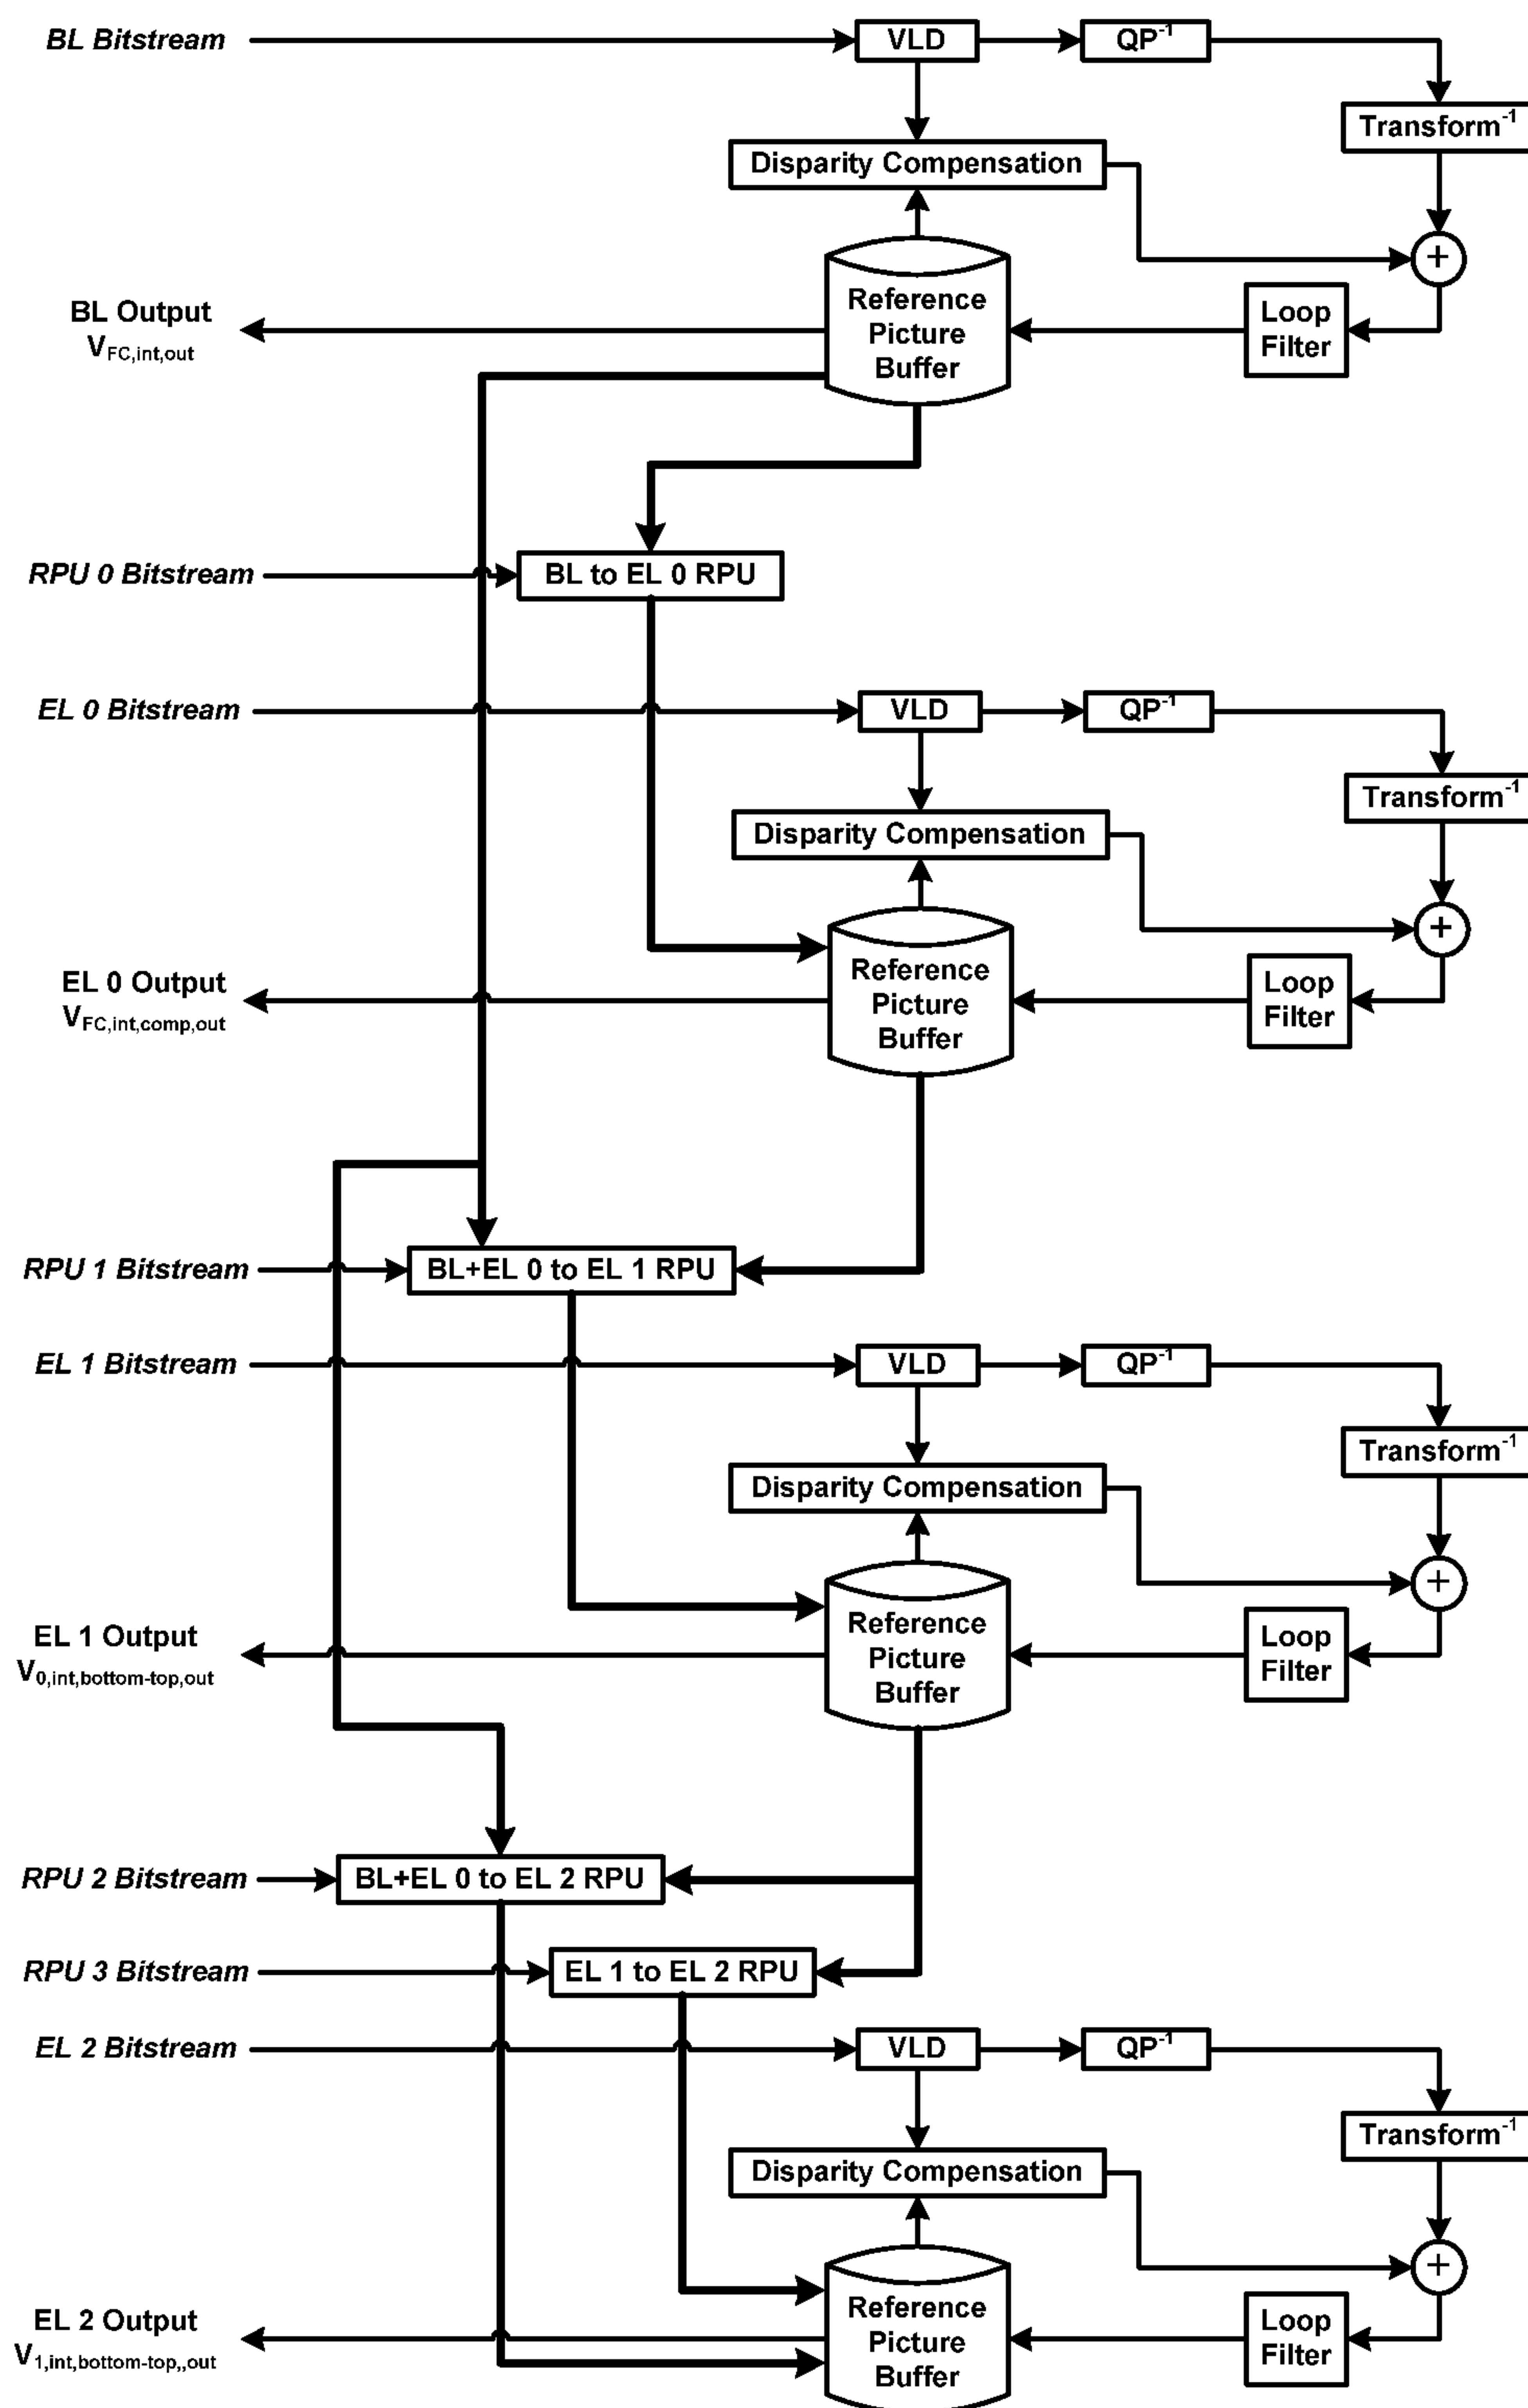 BL Bitstream
VLD
QP-1
Transform-1
Disparity Compensation
+
Reference
Picture
Buffer
Loop
Filter
BL Output
VFC,int,out
RPU 0 Bitstream
BL to EL 0 RPU
EL 0 Bitstream
VLD
QP-1
Transform-1
Disparity Compensation
+
Reference
Picture
Buffer
Loop
Filter
EL 0 Output
VFC,int,comp,out
RPU 1 Bitstream
BL+EL 0 to EL 1 RPU
EL 1 Bitstream
VLD
QP-1
Transform-1
Disparity Compensation
+
Reference
Picture
Buffer
Loop
Filter
EL 1 Output
V0,int,bottom-top,out
RPU 2 Bitstream
BL+EL 0 to EL 2 RPU
RPU 3 Bitstream
EL 1 to EL 2 RPU
EL 2 Bitstream
VLD
QP-1
Transform-1
Disparity Compensation
+
Reference
Picture
Buffer
Loop
Filter
EL 2 Output
V1,int,bottom-top,,out